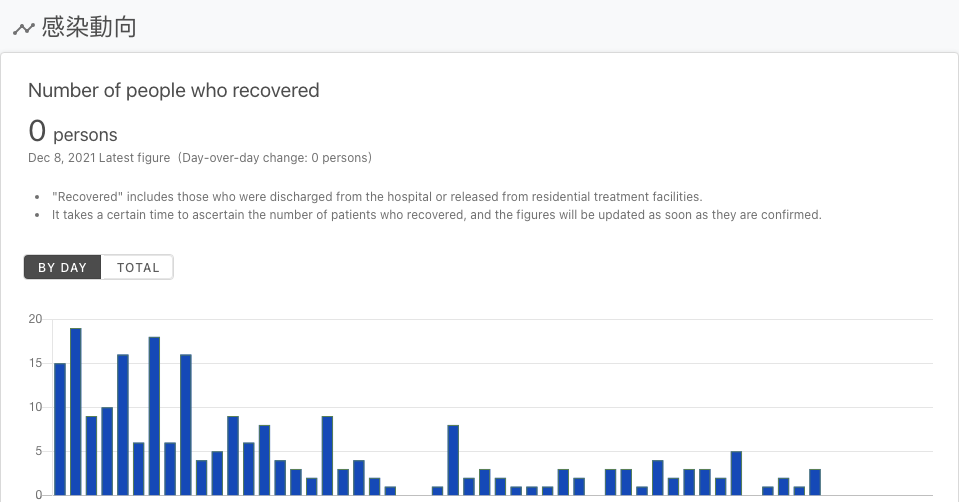 感染動向
Number of people who recovered
0 persons
Dec 8, 2021 Latest figure (Day-over-day change: 0 persons)
"Recovered" includes those who were discharged from the hospital or released from residential treatment facilities.
It takes a certain time to ascertain the number of patients who recovered, and the figures will be updated as soon as they are confirmed.
BY DAY TOTAL
20
15
10
5
0